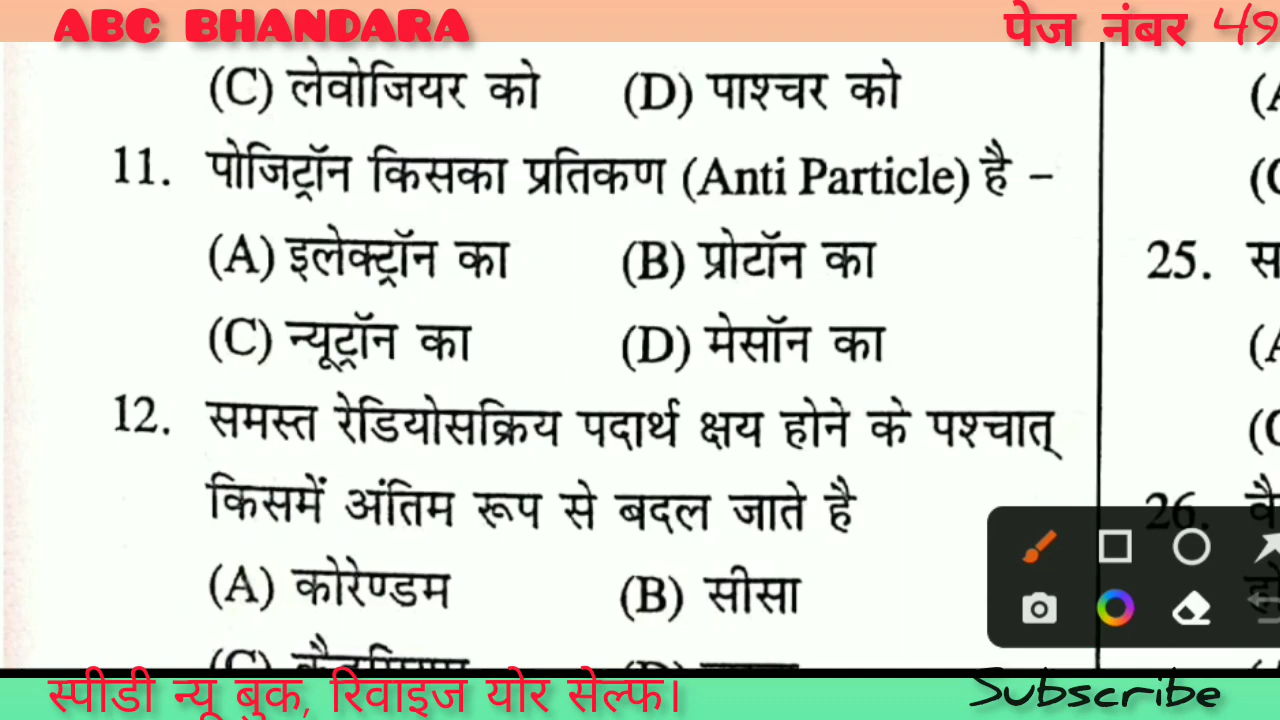 ABC BHANDARA
पेज नंबर 49
(C) लेवोजियर को (D) पाश्चर को
11. पोजिट्रॉन किसका प्रतिकण (Anti Particle) है –
(A) इलेक्ट्रॉन का (B) प्रोटॉन का
(C) न्यूट्रॉन का (D) मेसॉन का
12. समस्त रेडियोसक्रिय पदार्थ क्षय होने के पश्चात्
किसमें अंतिम रूप से बदल जाते है
(A) कोरेण्डम (B) सीसा
25.
26.
स्पीडी न्यू बुक, रिवाइज योर सेल्फ।
Subscribe